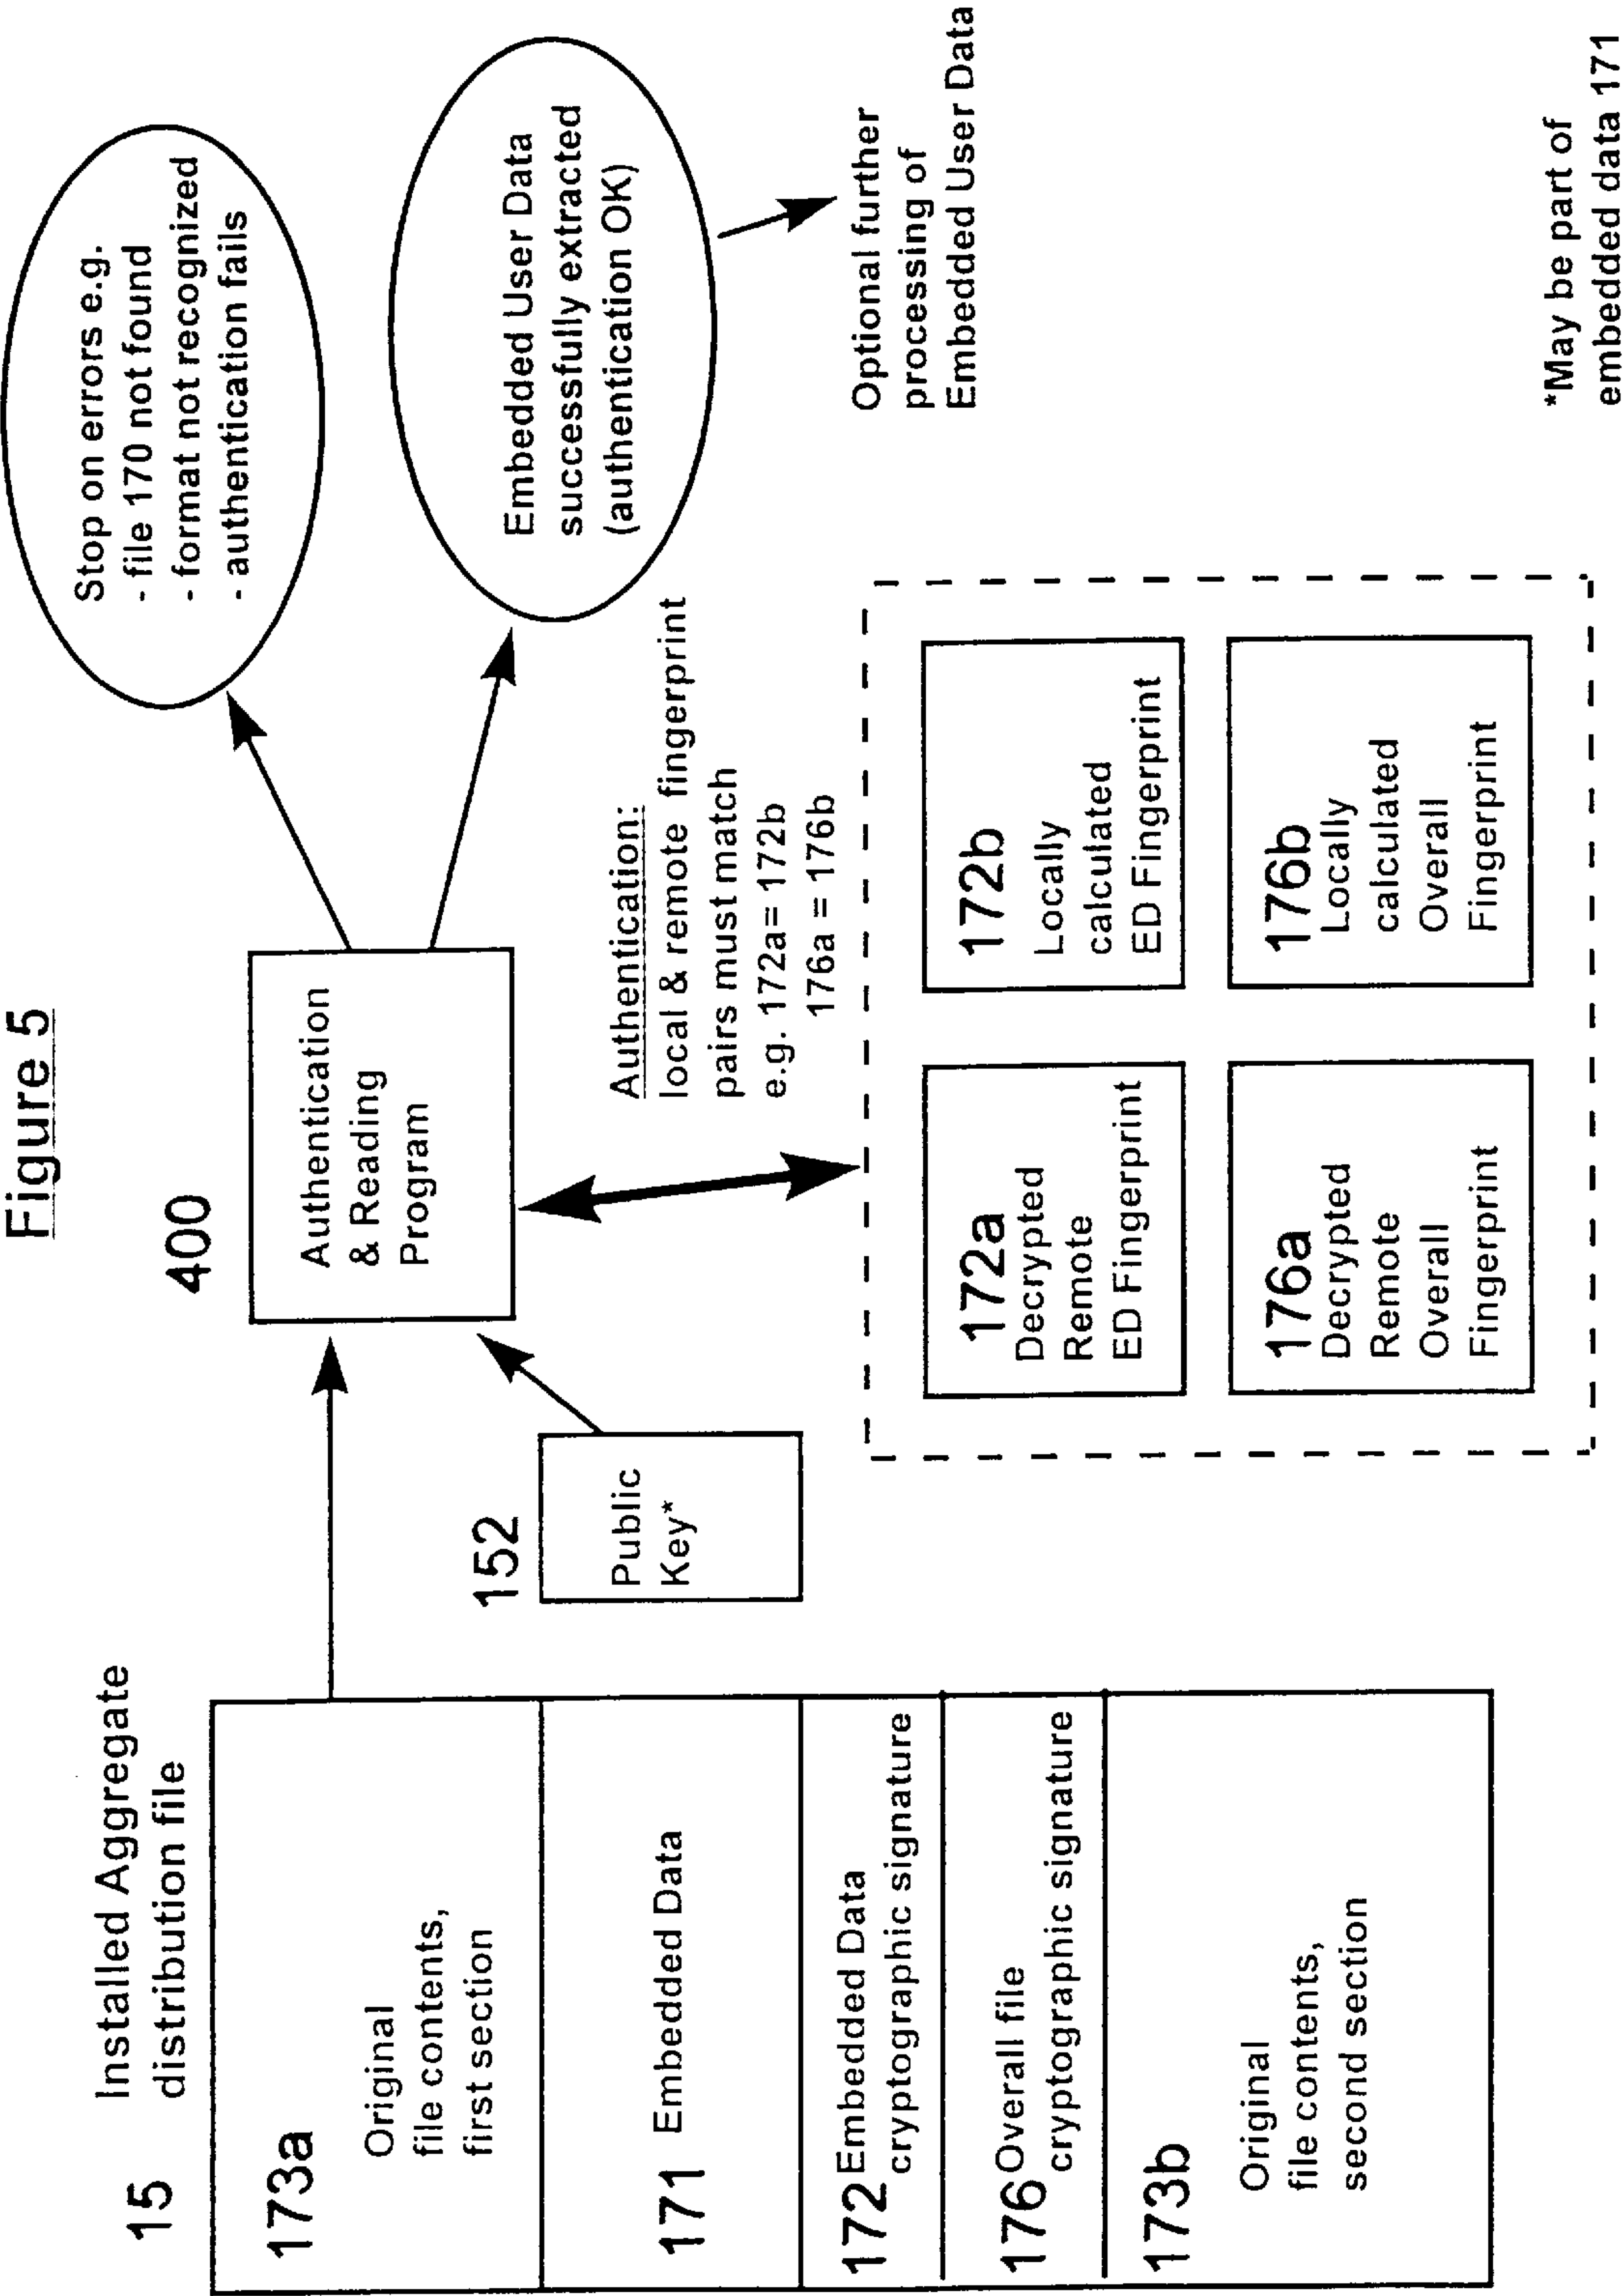 Figure 5
15 Installed Aggregate
distribution file
173a
Original
file contents,
first section
171 Embedded Data
172 Embedded Data
cryptographic signature
176 Overall file
cryptographic signature
173b
Original
file contents,
second section
152
Public
Key*
400
Authentication
& Reading
Program
Authentication:
local & remote fingerprint
pairs must match
e.g. 172a= 172b
176a = 176b
172a
Decrypted
Remote
ED Fingerprint
172b
Locally
calculated
ED Fingerprint
176a
Decrypted
Remote
Overall
Fingerprint
176b
Locally
calculated
Overall
Fingerprint
Stop on errors e.g.
- file 170 not found
- format not recognized
- authentication fails
Embedded User Data
successfully extracted
(authentication OK)
Optional further
processing of
Embedded User Data
*May be part of
embedded data 171